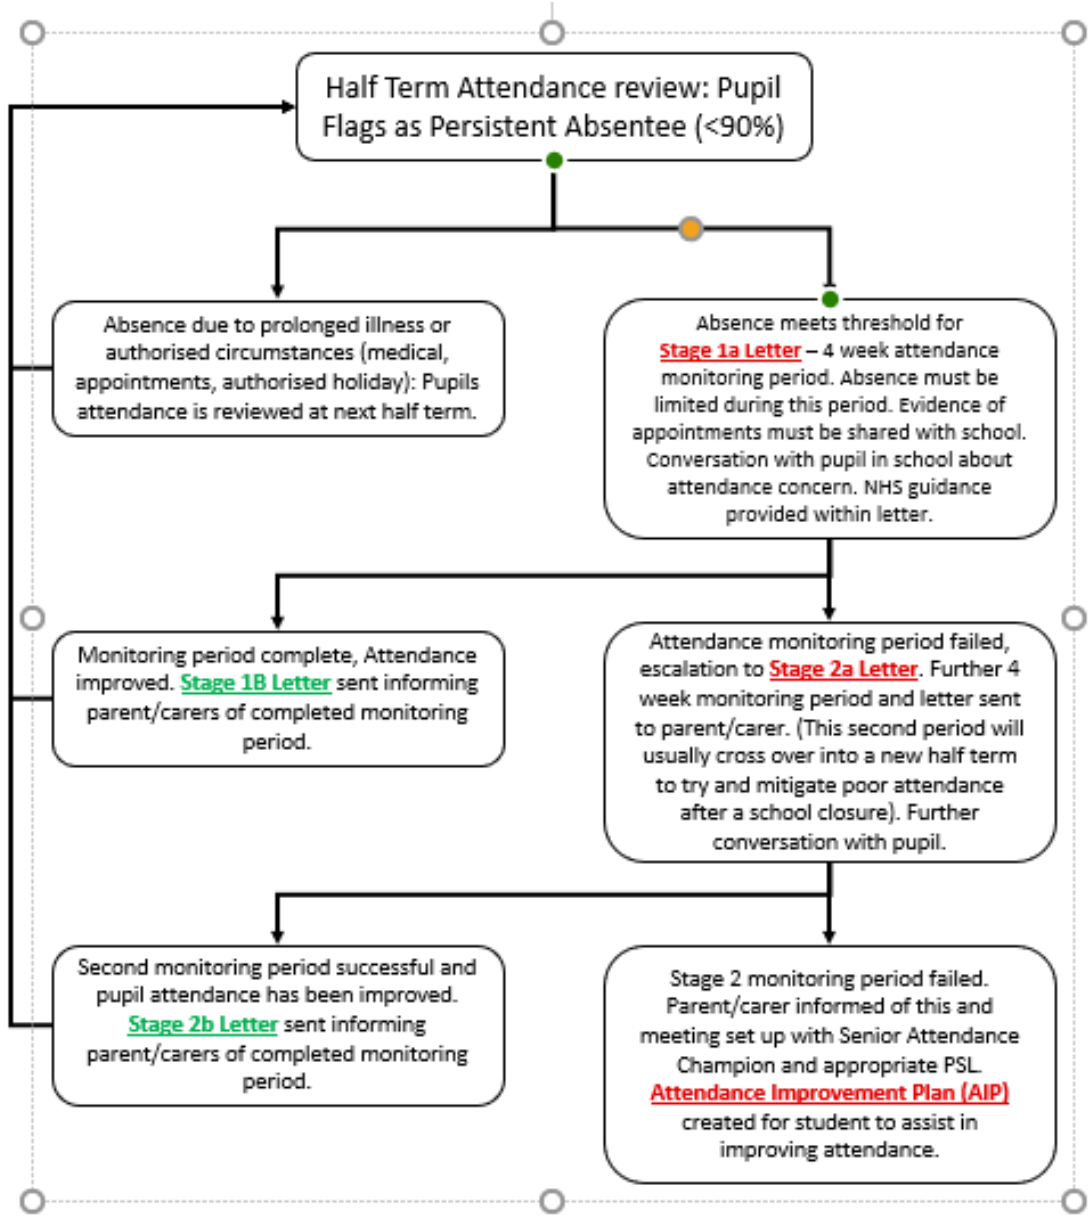 Half Term Attendance review: Pupil
Flags as Persistent Absentee (<90%)
Absence due to prolonged illness or
authorised circumstances (medical,
appointments, authorised holiday): Pupils
attendance is reviewed at next half term.
Absence meets threshold for
Stage 1a Letter – 4 week attendance
monitoring period. Absence must be
limited during this period. Evidence of
appointments must be shared with school.
Conversation with pupil in school about
attendance concern. NHS guidance
provided within letter.
Monitoring period complete, Attendance
improved. Stage 1B Letter sent informing
parent/carers of completed monitoring
period.
Attendance monitoring period failed,
escalation to Stage 2a Letter. Further 4
week monitoring period and letter sent
to parent/carer. (This second period will
usually cross over into a new half term
to try and mitigate poor attendance
after a school closure). Further
conversation with pupil.
Second monitoring period successful and
pupil attendance has been improved.
Stage 2b Letter sent informing
parent/carers of completed monitoring
period.
Stage 2 monitoring period failed.
Parent/carer informed of this and
meeting set up with Senior Attendance
Champion and appropriate PSL.
Attendance Improvement Plan (AIP)
created for student to assist in
improving attendance.